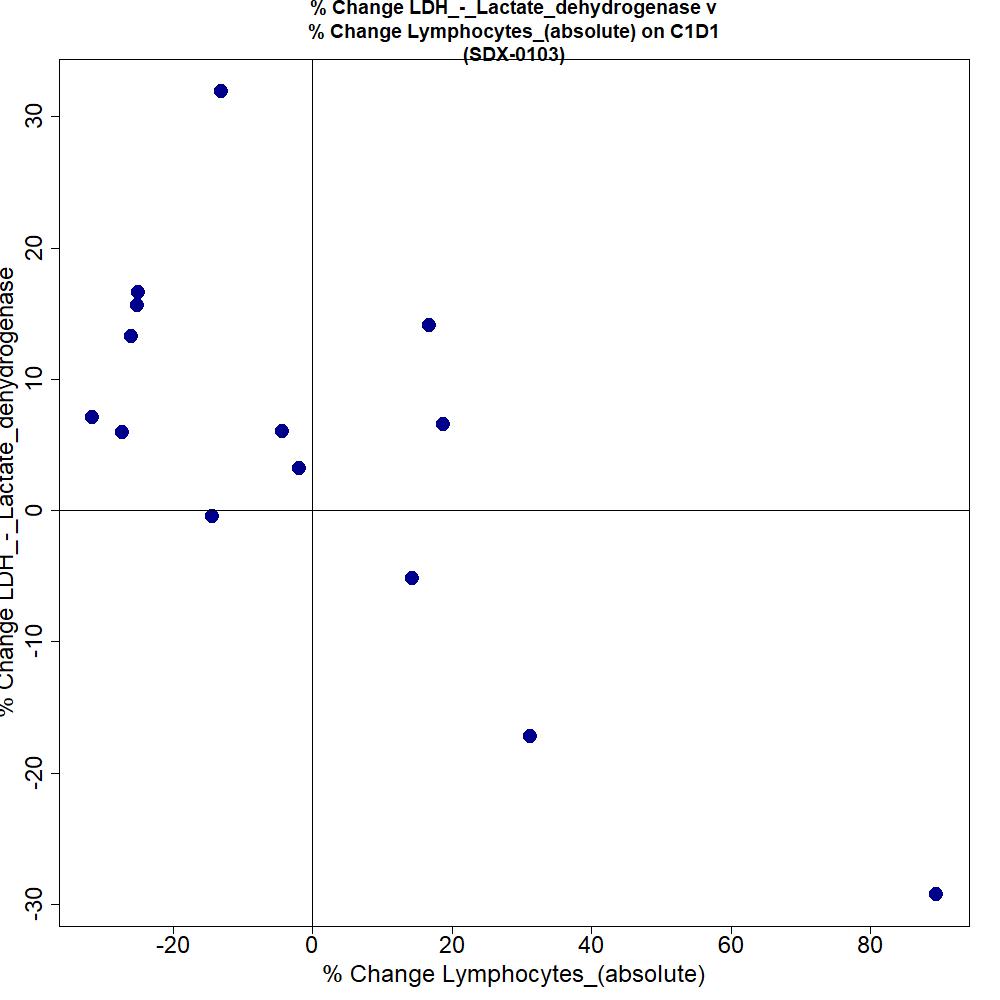 % Change LDH_-_Lactate_dehydrogenase v
% Change Lymphocytes_(absolute) on C1D1
(SDX-0103)
% Change LDH_-_Lactate_dehydrogenase
30
20
10
0
-10
-20
-30
-20 0 20 40 60 80
% Change Lymphocytes_(absolute)